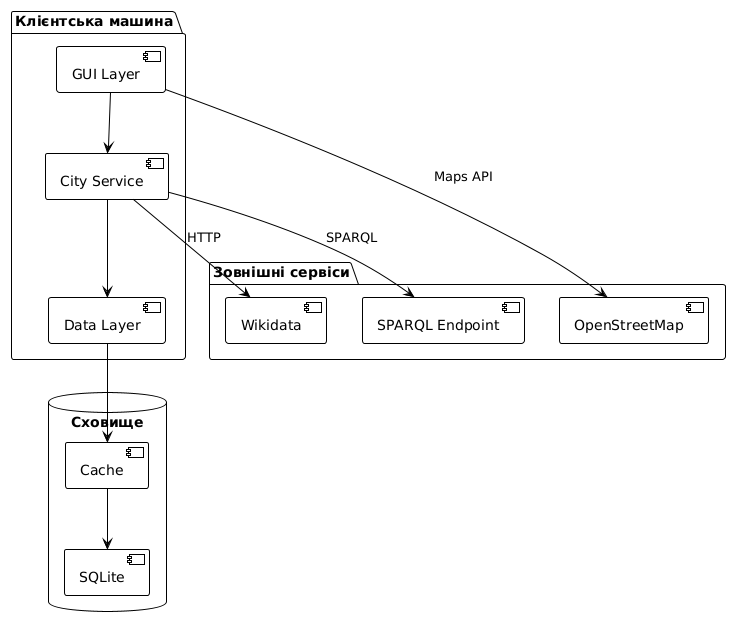 Клієнтська машина
GUI Layer
Maps API
City Service
HTTP
SPARQL
Зовнішні сервіси
Data Layer
Wikidata
SPARQL Endpoint
OpenStreetMap
Сховище
Cache
SQLite